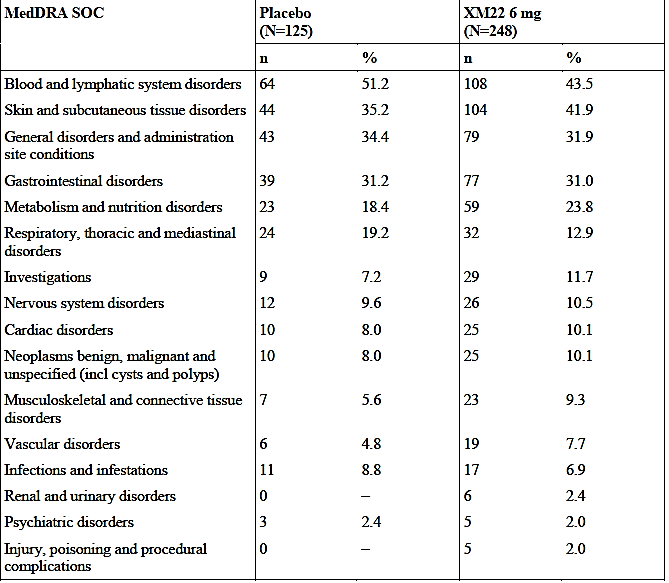 MedDRA SOC Placebo (N=125) XM22 6 mg (N=248)
n % n %
Blood and lymphatic system disorders 64 51.2 108 43.5
Skin and subcutaneous tissue disorders 44 35.2 104 41.9
General disorders and administration site conditions 43 34.4 79 31.9
Gastrointestinal disorders 39 31.2 77 31.0
Metabolism and nutrition disorders 23 18.4 59 23.8
Respiratory, thoracic and mediastinal disorders 24 19.2 32 12.9
Investigations 9 7.2 29 11.7
Nervous system disorders 12 9.6 26 10.5
Cardiac disorders 10 8.0 25 10.1
Neoplasms benign, malignant and unspecified (incl cysts and polyps) 10 8.0 25 10.1
Musculoskeletal and connective tissue disorders 7 5.6 23 9.3
Vascular disorders 6 4.8 19 7.7
Infections and infestations 11 8.8 17 6.9
Renal and urinary disorders 0 – 6 2.4
Psychiatric disorders 3 2.4 5 2.0
Injury, poisoning and procedural complications 0 – 5 2.0